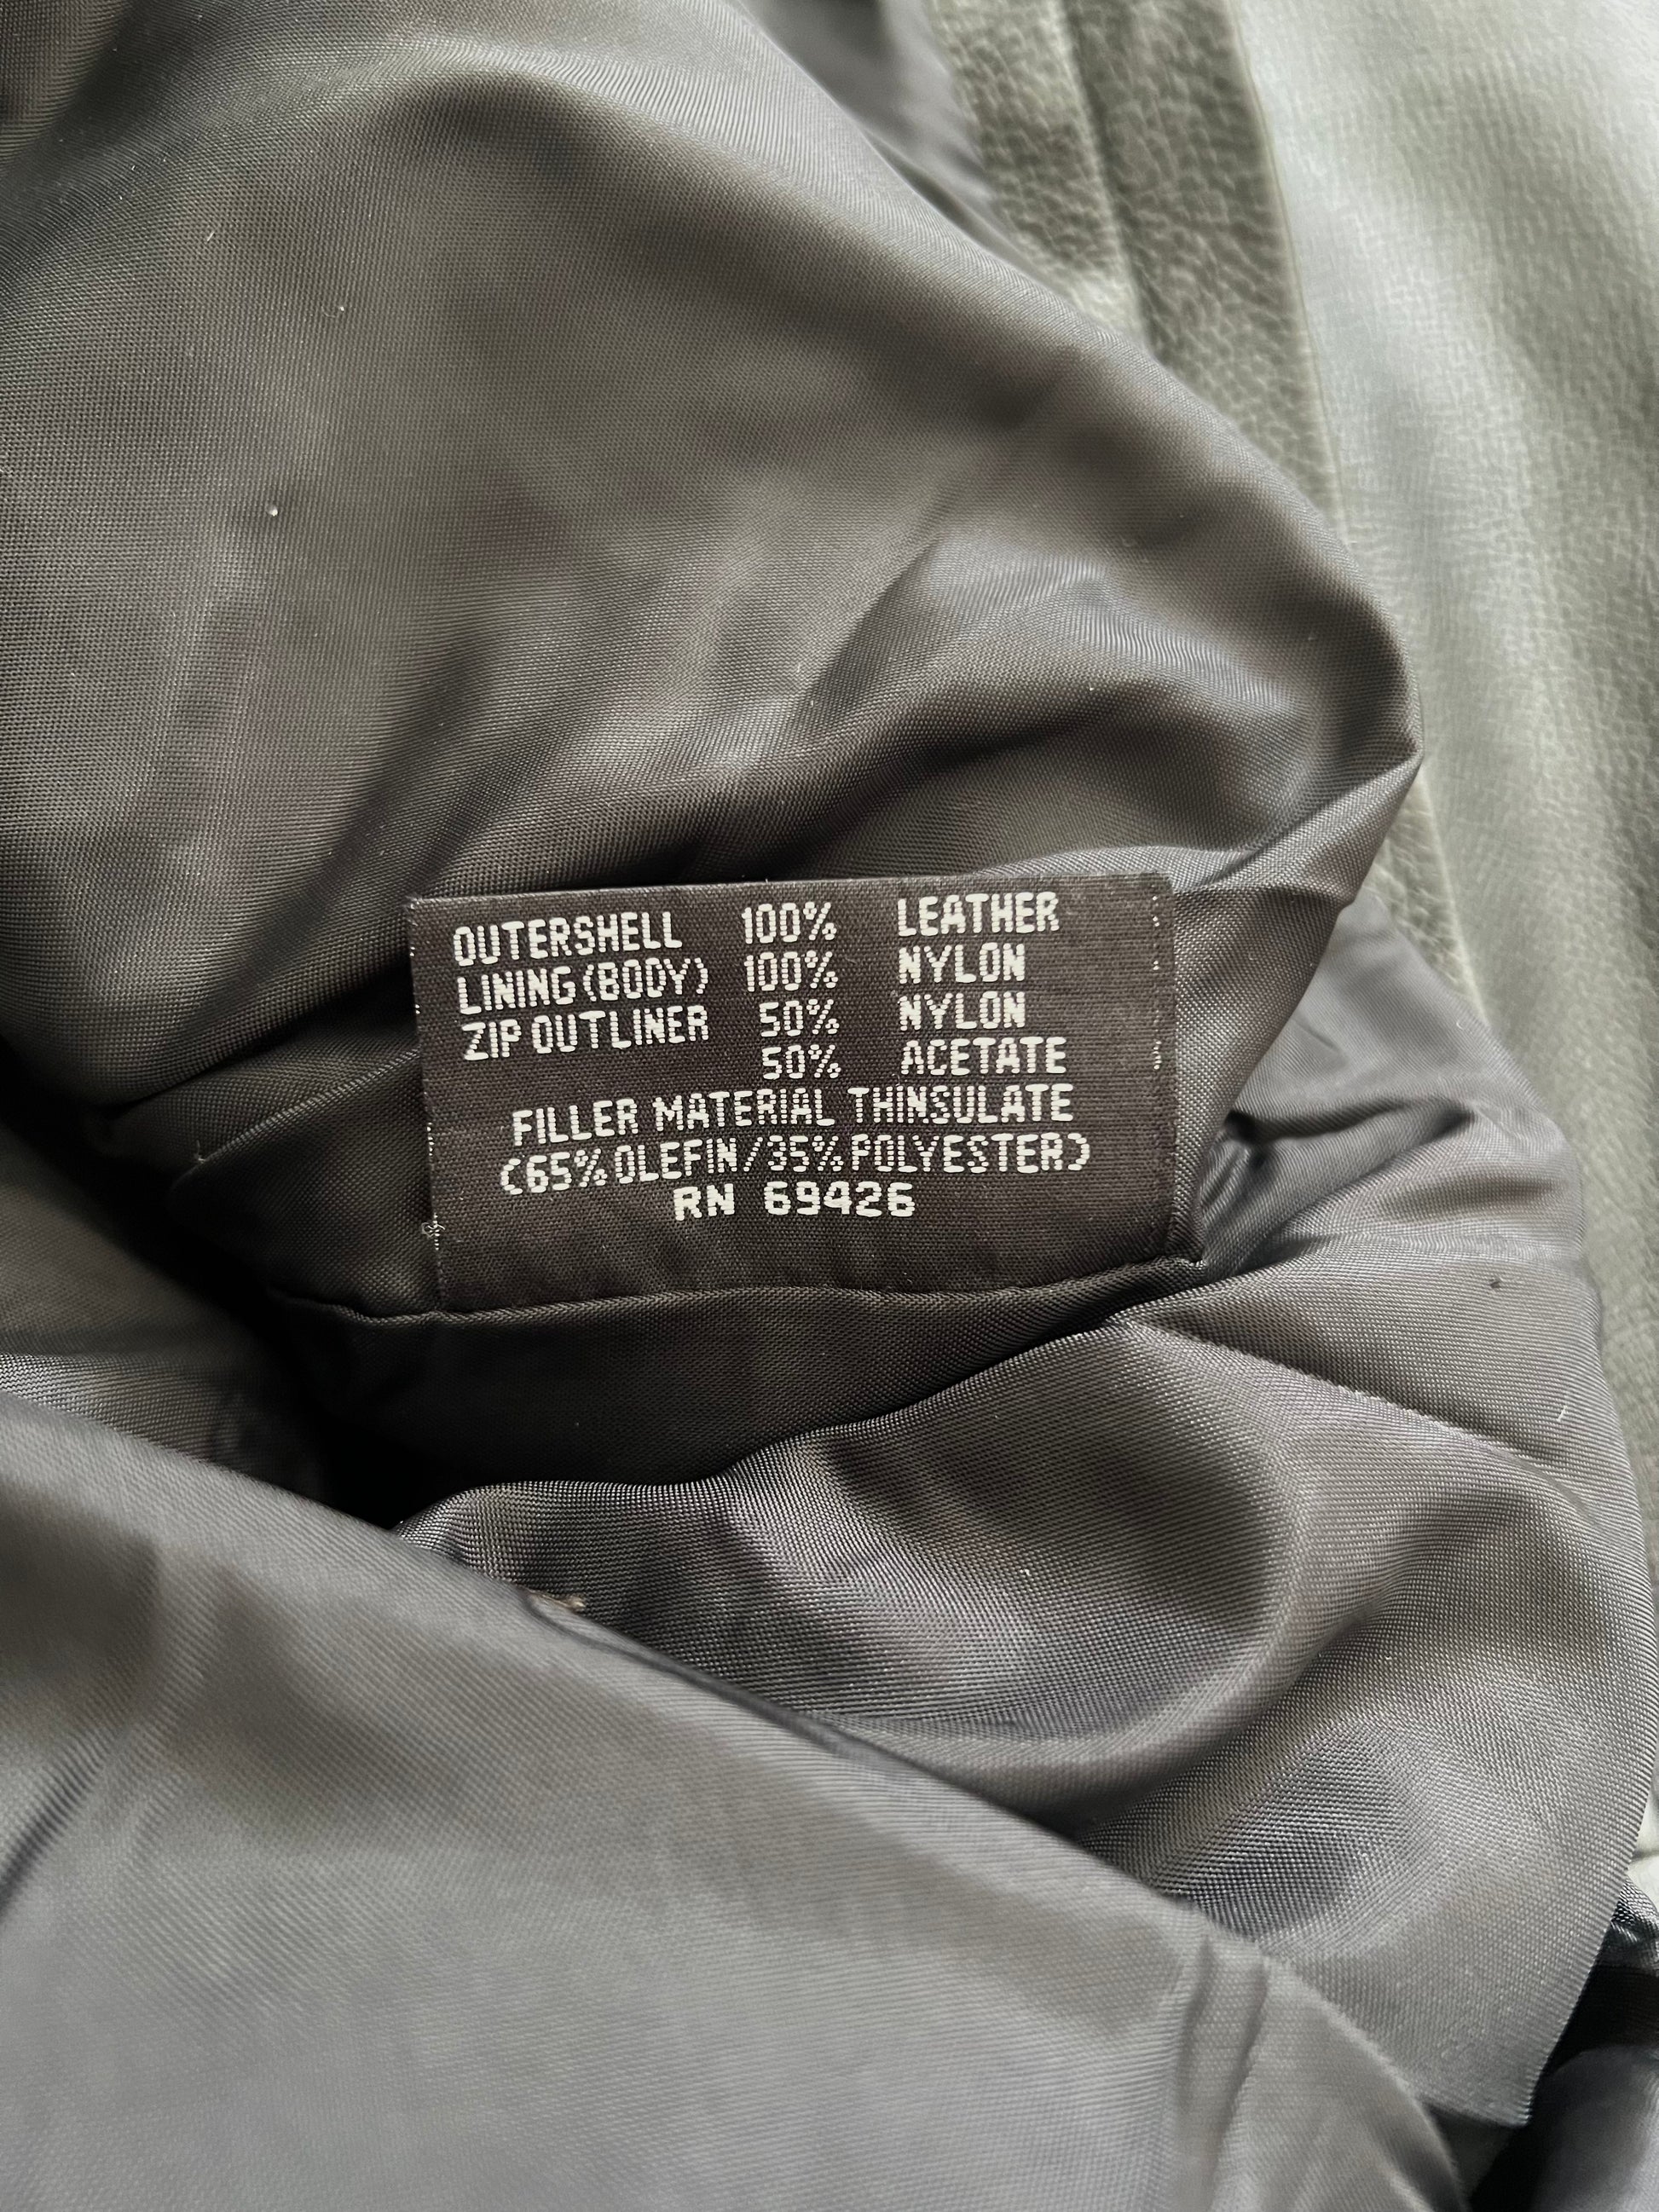 OUTERSHELL 100% LEATHER
LINING (BODY) 100% NYLON
ZIP OUTLINER 50% NYLON
50% ACETATE
FILLER MATERIAL THINSULATE
(65% OLEFIN/35% POLYESTER)
RN 69426